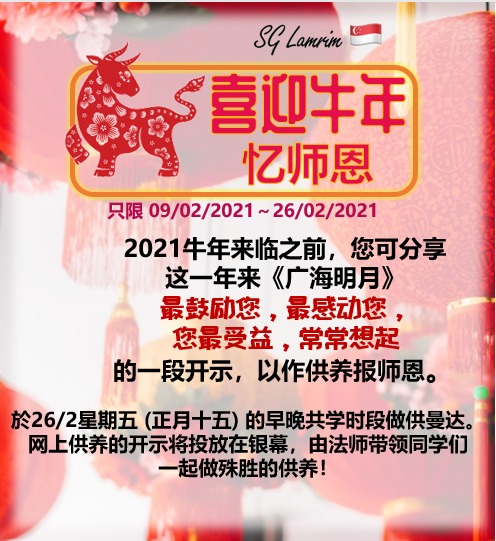 SG Lamrim
喜迎牛年
忆师恩
只限 09/02/2021～26/02/2021
2021牛年来临之前，您可分享
这一年来《广海明月》
最鼓励您，最感动您，
您最受益，常常想起
的一段开示，以作供养报师恩。
於26/2星期五 (正月十五) 的早晚共学时段做供曼达。
网上供养的开示将投放在银幕，由法师带领同学们
一起做殊胜的供养！